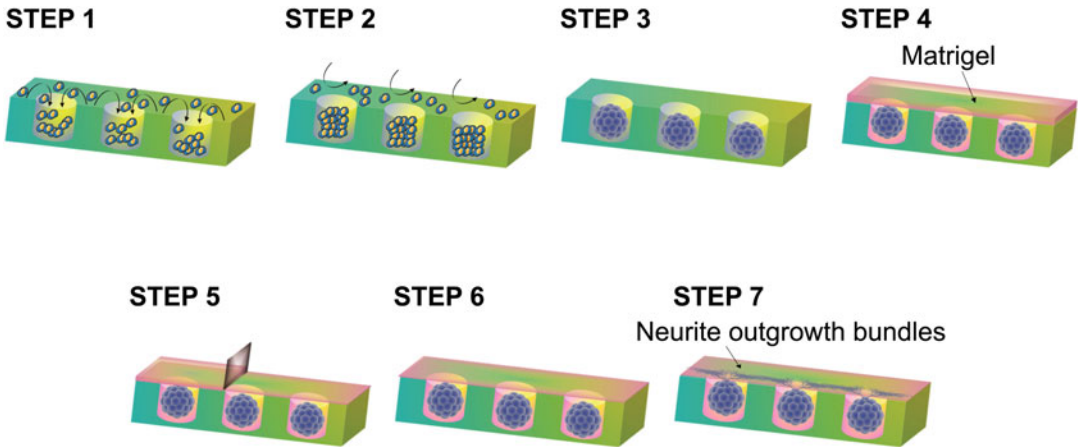 STEP 1
STEP 2
STEP 3
STEP 4
Matrigel
STEP 5
STEP 6
STEP 7
Neurite outgrowth bundles